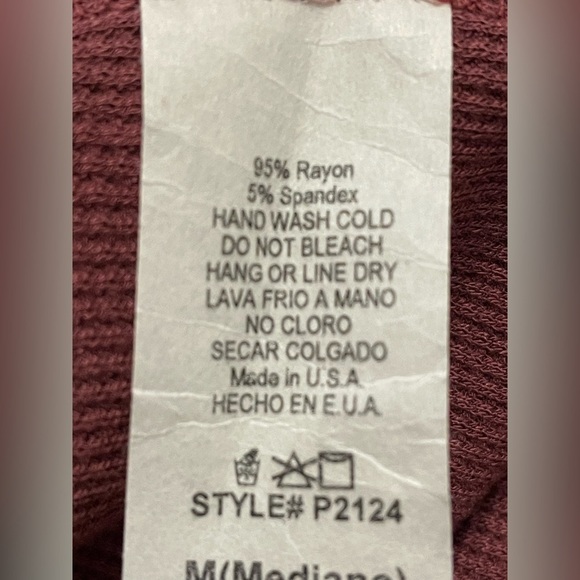 95% Rayon
5% Spandex
HAND WASH COLD
DO NOT BLEACH
HANG OR LINE DRY
LAVA FRIO A MANO
NO CLORO
SECAR COLGADO
Made in U.S.A.
HECHO EN E.U.A.
STYLE# P2124
M(Mediano)